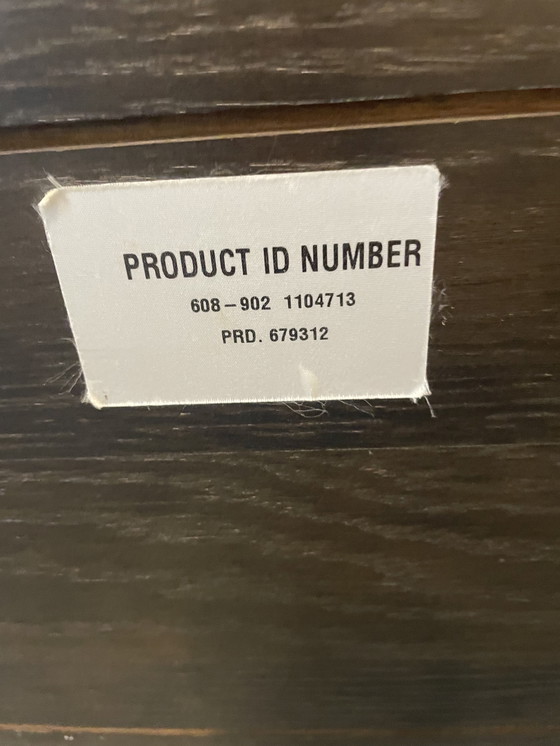 PRODUCT ID NUMBER
608-902 1104713
PRD. 679312